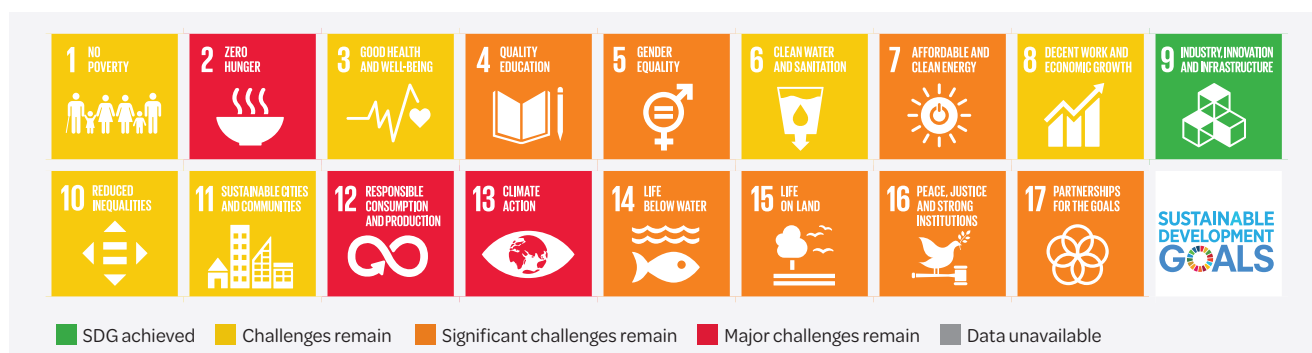 1 NO
POVERTY
2 ZERO
HUNGER
3 GOOD HEALTH
AND WELL-BEING
4 QUALITY
EDUCATION
5 GENDER
EQUALITY
6 CLEAN WATER
AND SANITATION
7 AFFORDABLE AND
CLEAN ENERGY
8 DECENT WORK AND
ECONOMIC GROWTH
9 INDUSTRY, INNOVATION
AND INFRASTRUCTURE
10 REDUCED
INEQUALITIES
11 SUSTAINABLE CITIES
AND COMMUNITIES
12 RESPONSIBLE
CONSUMPTION
AND PRODUCTION
13 CLIMATE
ACTION
14 LIFE
BELOW WATER
15 LIFE
ON LAND
16 PEACE, JUSTICE
AND STRONG
INSTITUTIONS
17 PARTNERSHIPS
FOR THE GOALS
SUSTAINABLE
DEVELOPMENT
GOALS
SDG achieved
Challenges remain
Significant challenges remain
Major challenges remain
Data unavailable